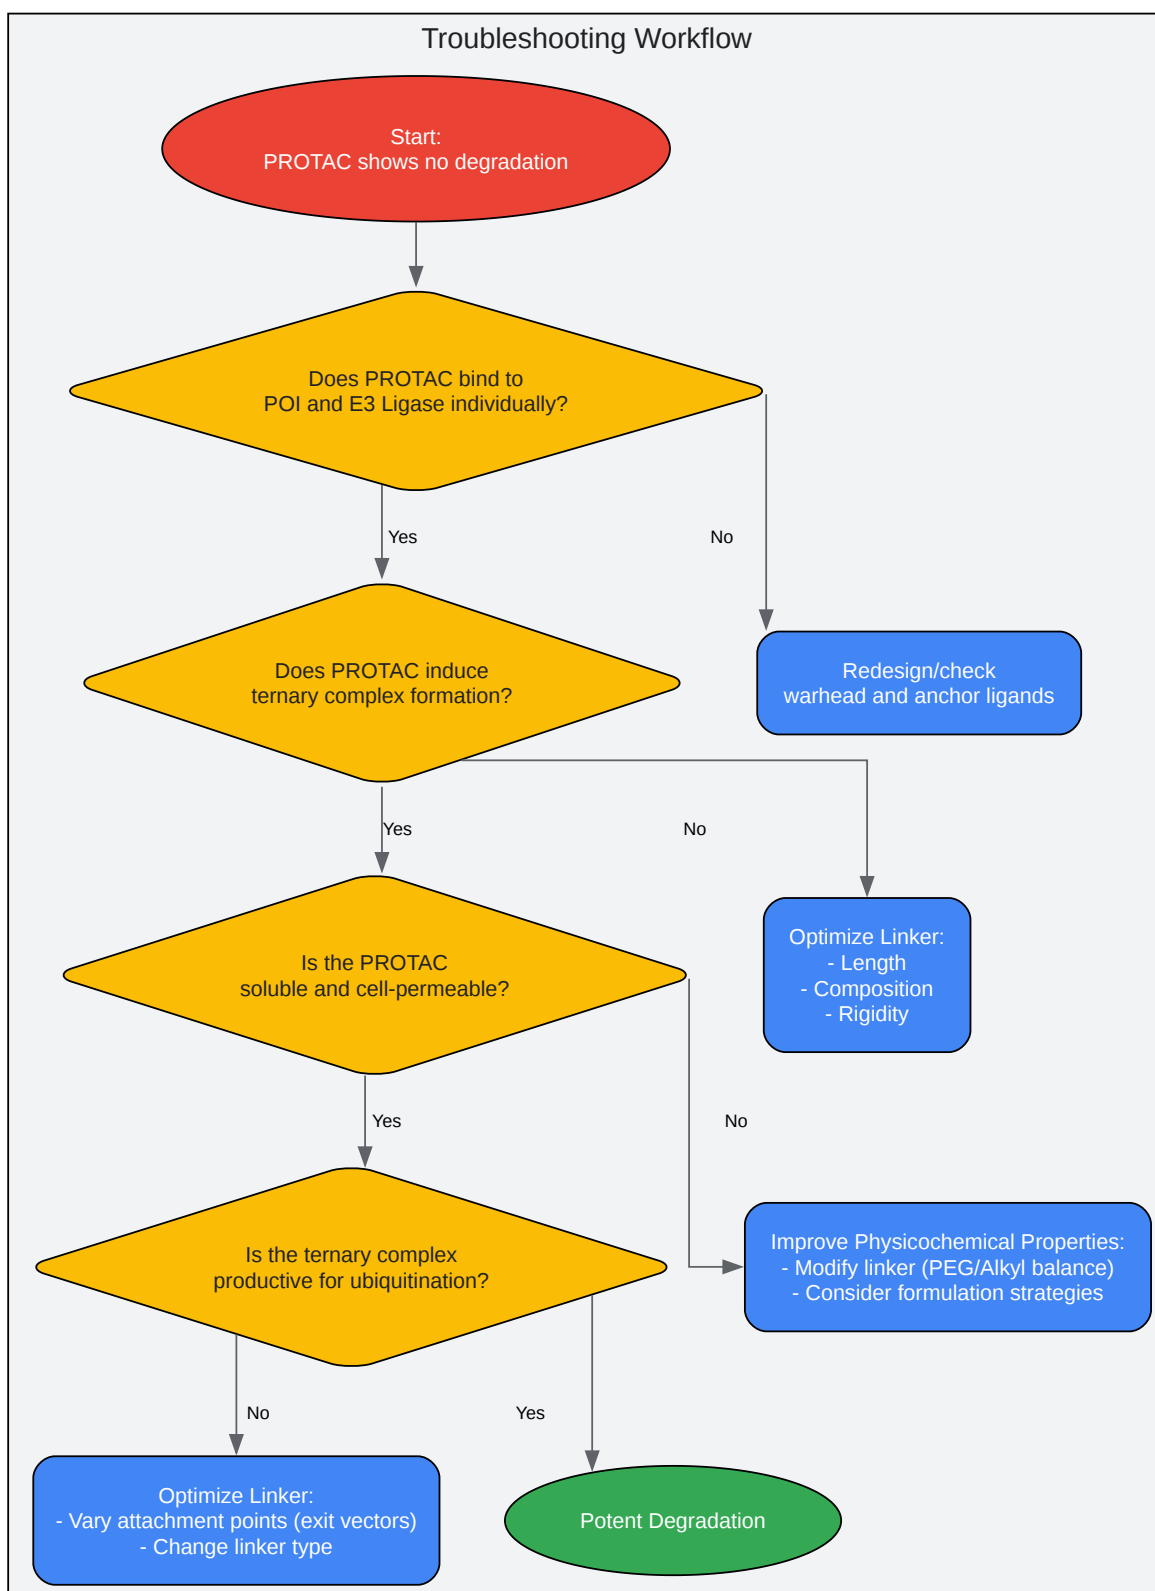 Troubleshooting Workflow
Start:
PROTAC shows no degradation
Does PROTAC bind to
POI and E3 Ligase individually?
Yes
No
Does PROTAC induce
ternary complex formation?
Redesign/check
warhead and anchor ligands
Yes
No
Is the PROTAC
soluble and cell-permeable?
Optimize Linker:
- Length
- Composition
- Rigidity
Yes
No
Is the ternary complex
productive for ubiquitination?
Improve Physicochemical Properties:
- Modify linker (PEG/Alkyl balance)
- Consider formulation strategies
No
Yes
Optimize Linker:
- Vary attachment points (exit vectors)
- Change linker type
Potent Degradation